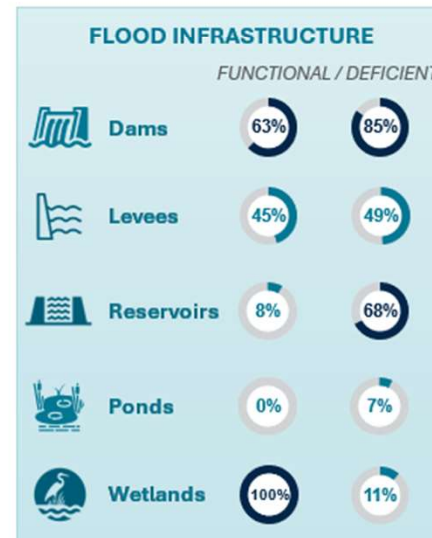 FLOOD INFRASTRUCTURE
FUNCTIONAL / DEFICIENT
Dams 63% 85%
Levees 45% 49%
Reservoirs 8% 68%
Ponds 0% 7%
Wetlands 100% 11%